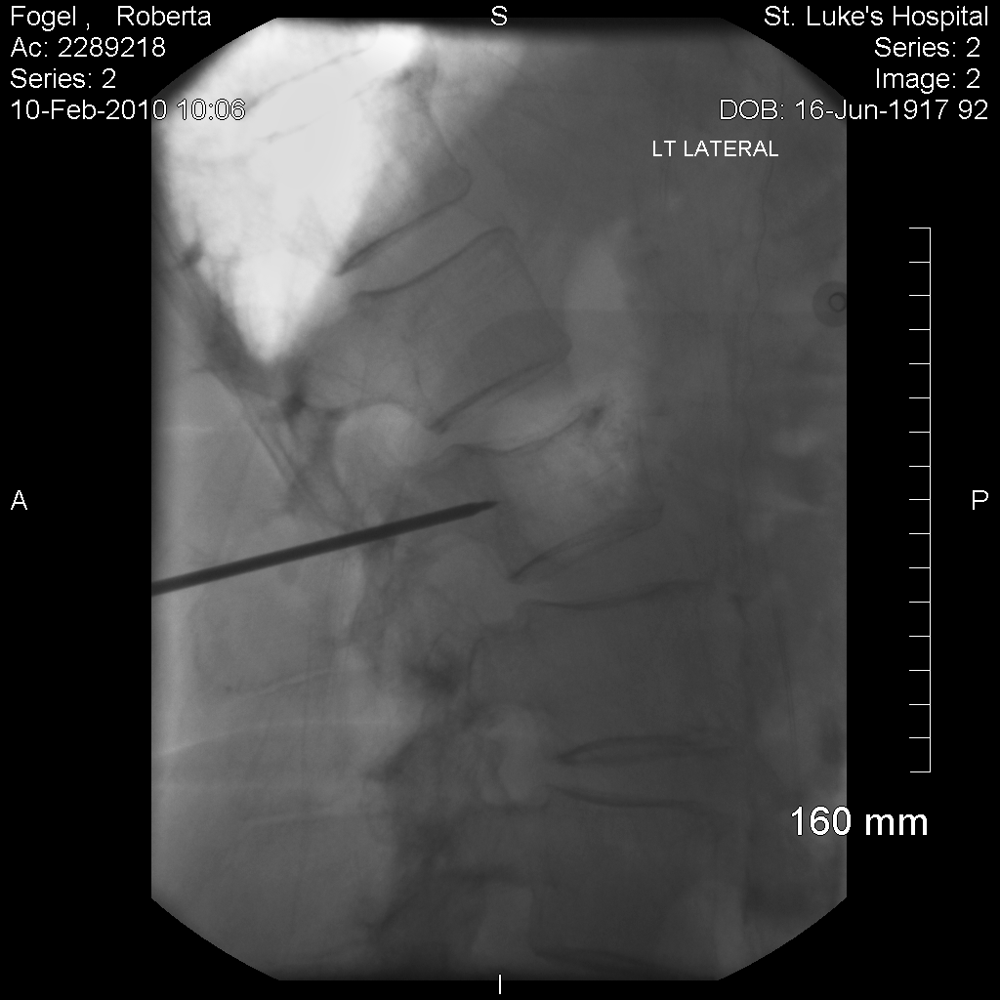 Fogel , Roberta
Ac: 2289218
Series: 2
10-Feb-2010 10:06
S
St. Luke's Hospital
Series: 2
Image: 2
DOB: 16-Jun-1917 92
LT LATERAL
A
P
160 mm
I